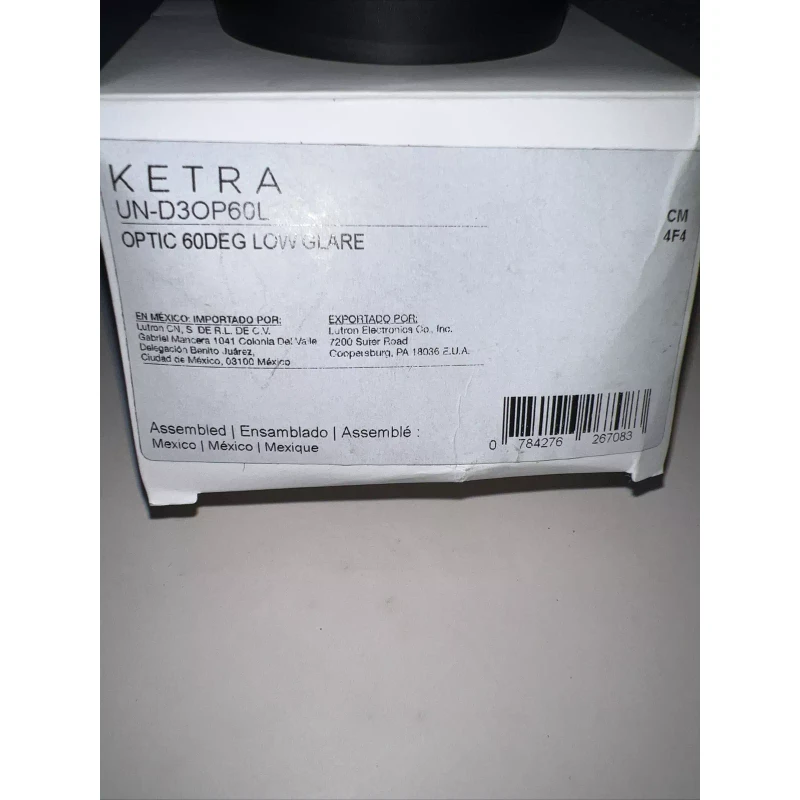 KETRA
UN-D3OP60L
OPTIC 60DEG LOW GLARE
CM
4F4
EN MÉXICO: IMPORTADO POR:
Lutron CN, S. DE R.L. DE C.V.
Gabriel Mancera 1041 Colonia Del Valle
Delegación Benito Juárez,
Ciudad de México, 03100 México
EXPORTADO POR:
Lutron Electronics Co., Inc.
7200 Suter Road
Coopersburg, PA 18036 E.U.A.
Assembled | Ensamblado | Assemblé :
Mexico | México | Mexique
0 784276 267083